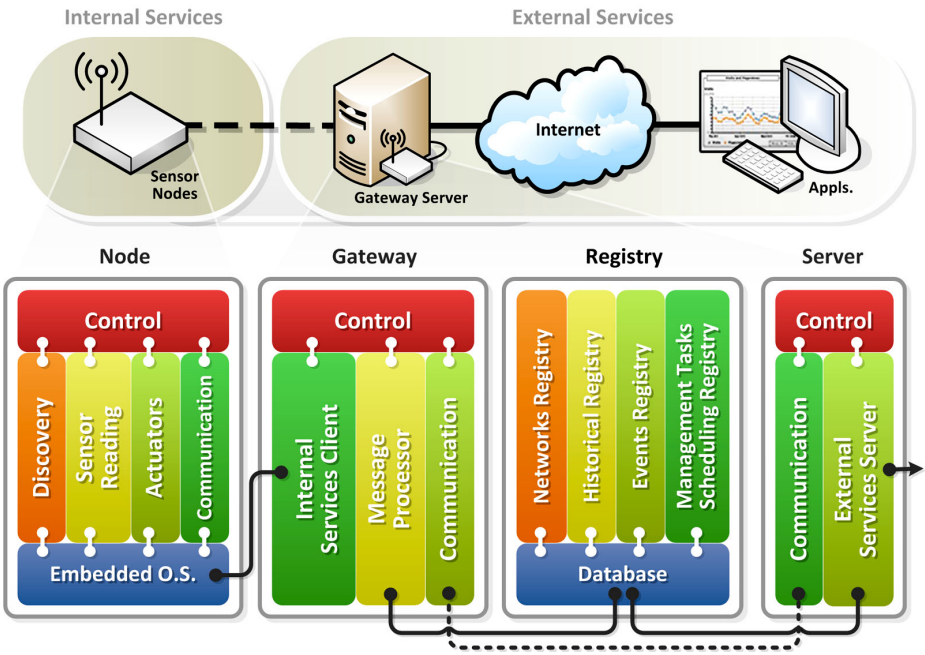 Internal Services
External Services
Internet
Sensor
Nodes
Gateway Server
Appls.
Node
Gateway
Registry
Server
Control
Discovery
Sensor
Reading
Actuators
Communication
Embedded O.S.
Control
Internal
Services Client
Message
Processor
Communication
Networks Registry
Historical Registry
Events Registry
Management Tasks
Scheduling Registry
Database
Control
Communication
External
Services Server